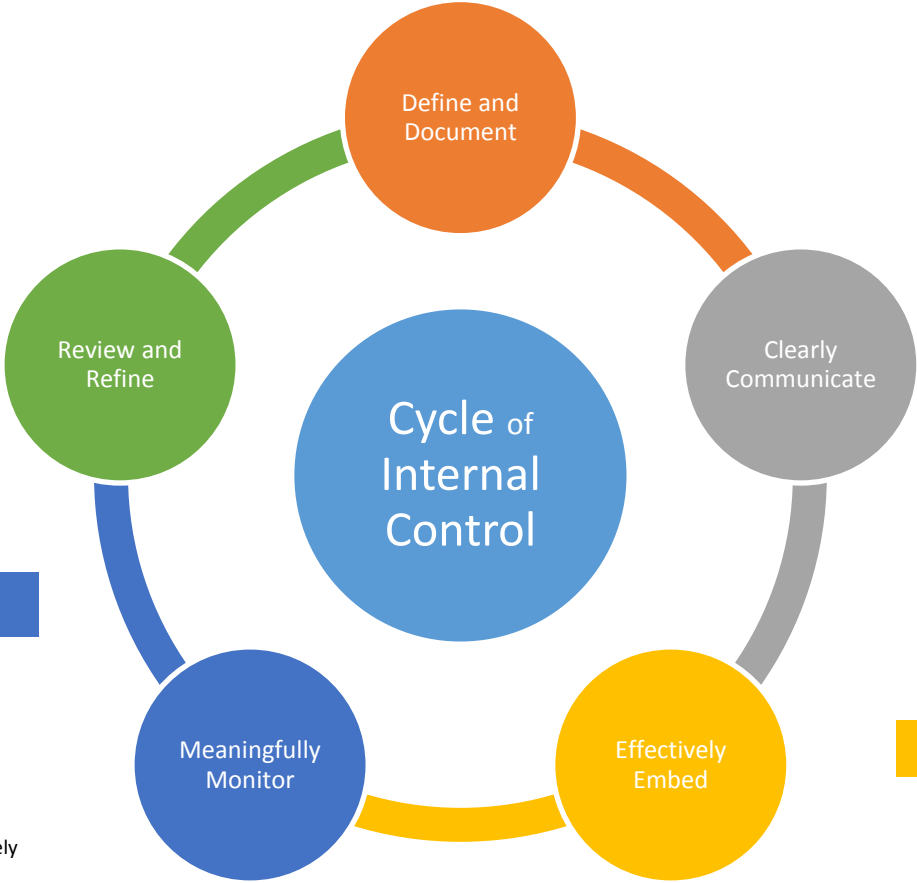 Define and
Document
Review and
Refine
Clearly
Communicate
Cycle of
Internal
Control
Meaningfully
Monitor
Effectively
Embed
ely